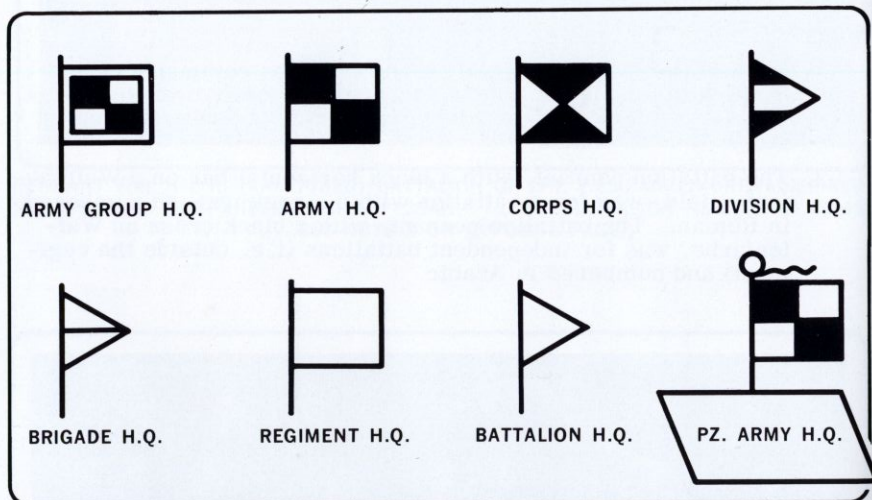 ARMY GROUP H.Q.
ARMY H.Q.
CORPS H.Q.
DIVISION H.Q.
BRIGADE H.Q.
REGIMENT H.Q.
BATTALION H.Q.
PZ. ARMY H.Q.